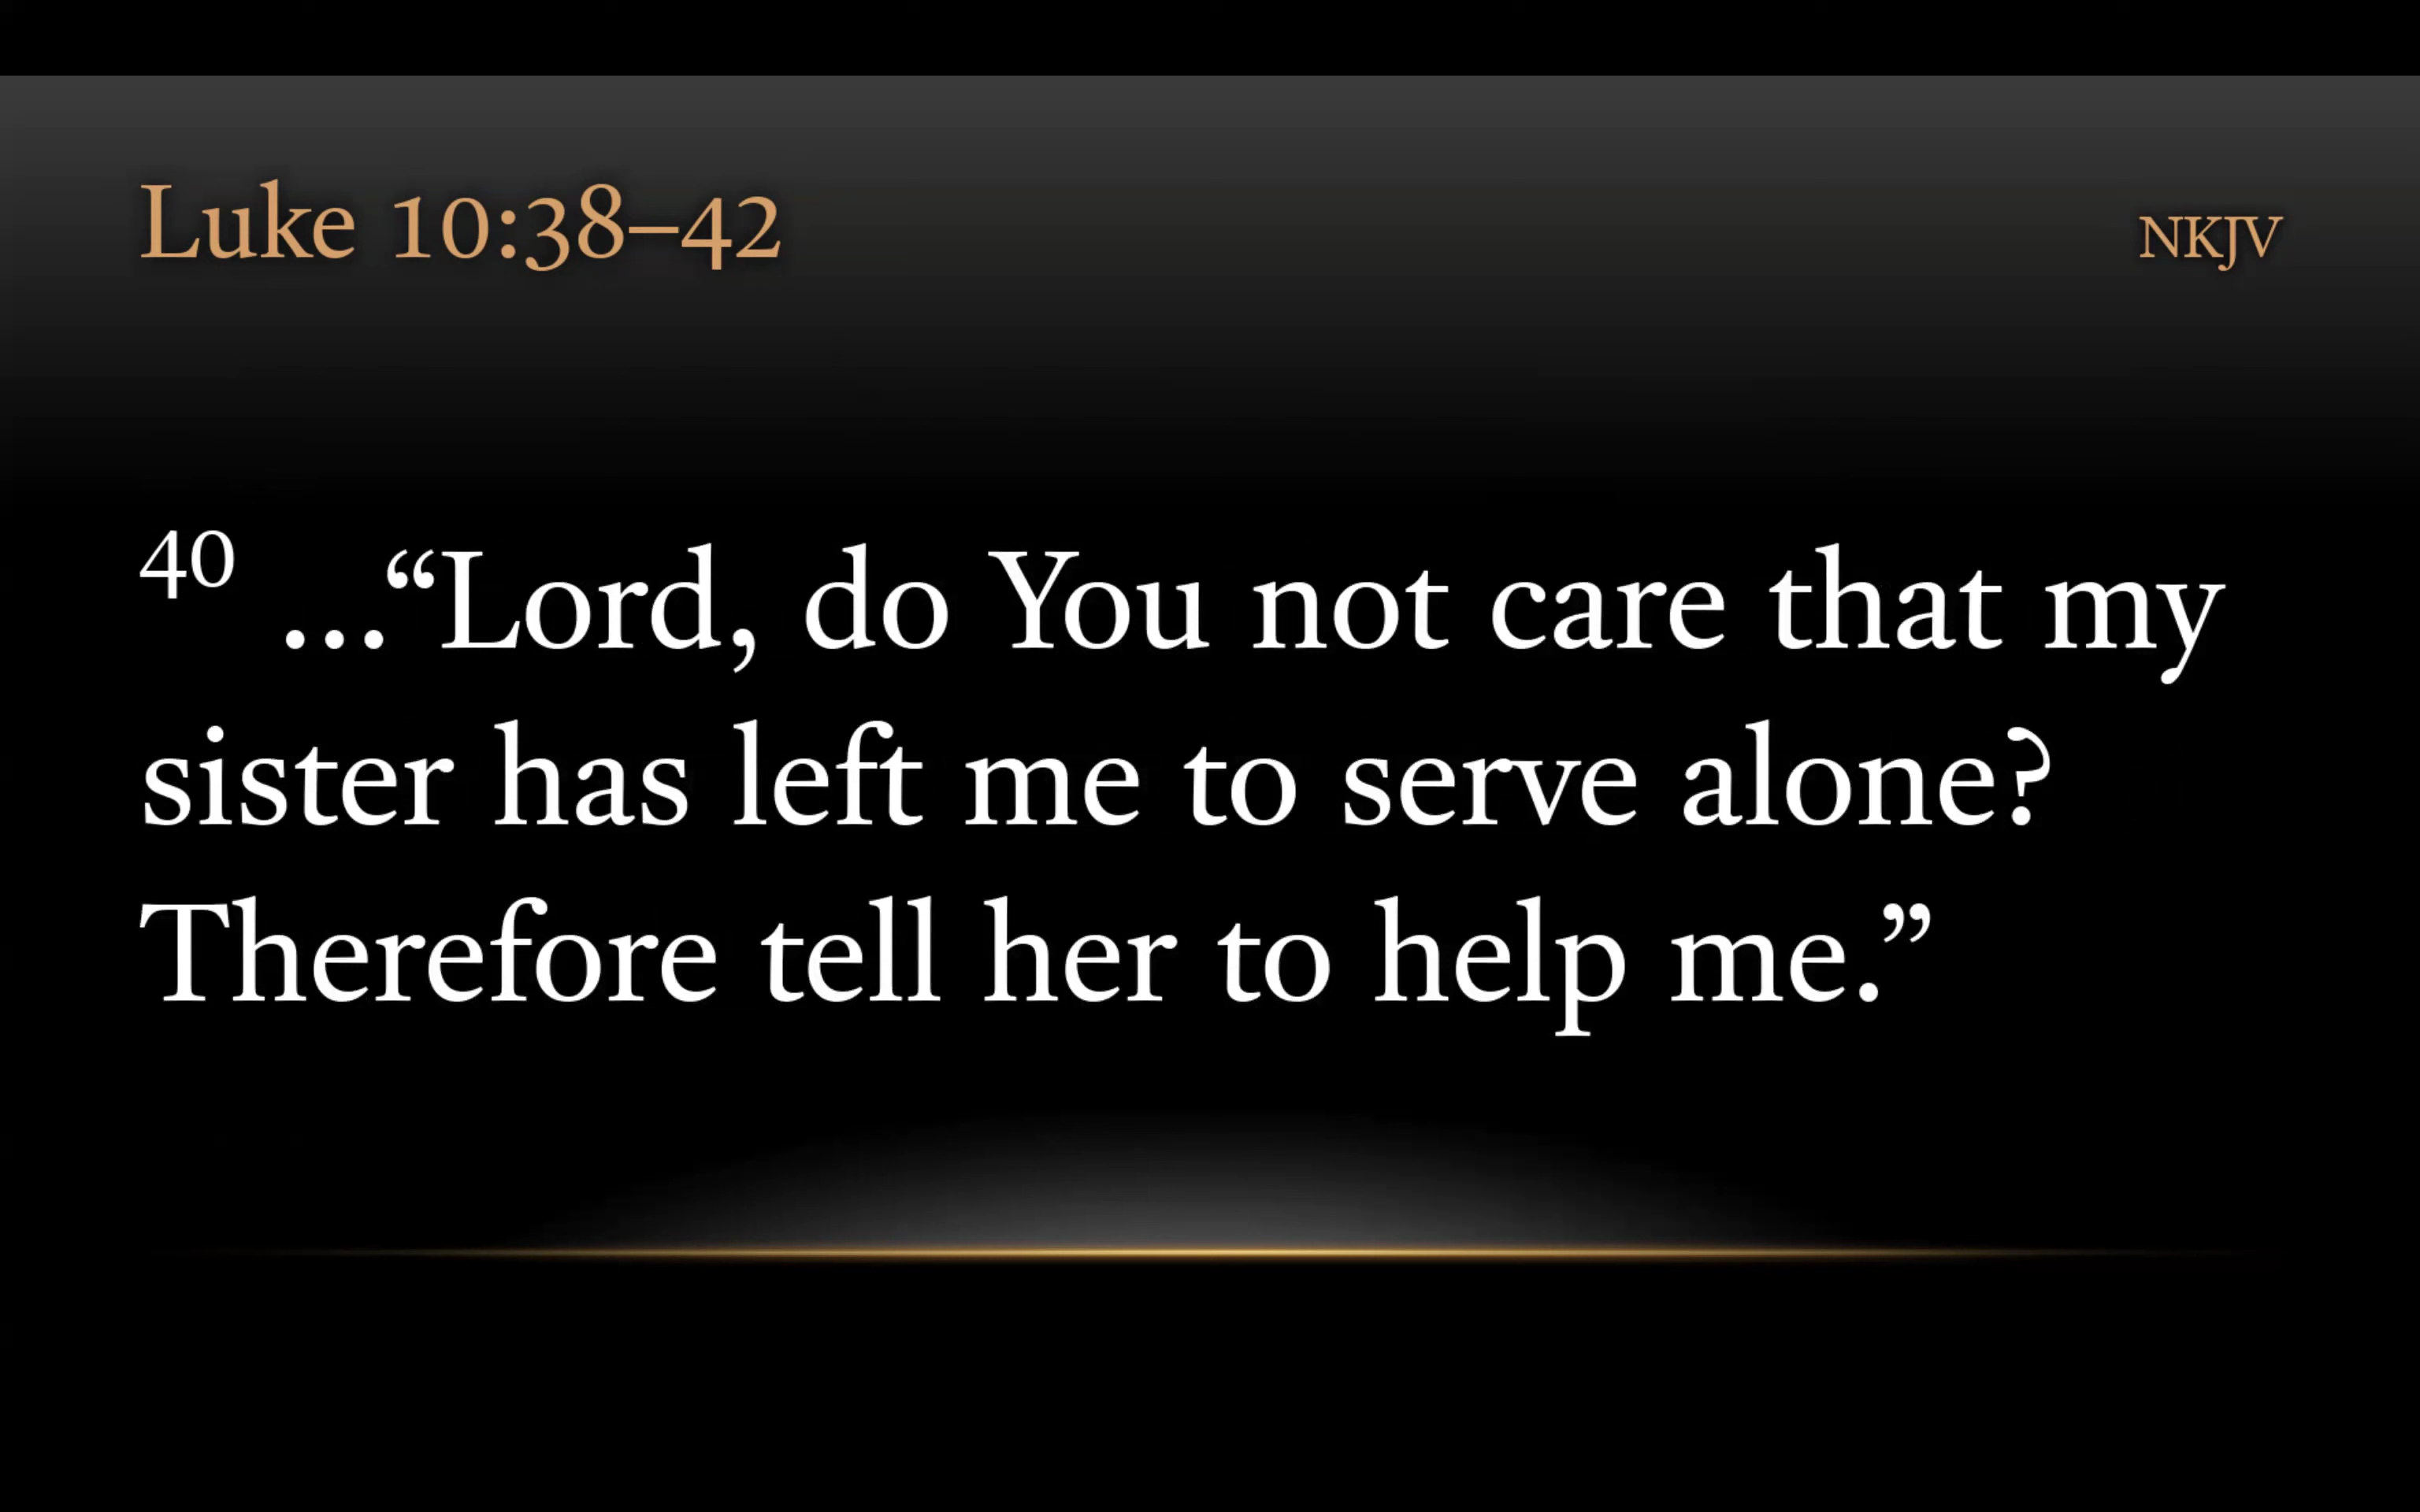 Luke 10:38–42
NKJV
40 …“Lord, do You not care that my
sister has left me to serve alone?
Therefore tell her to help me.”